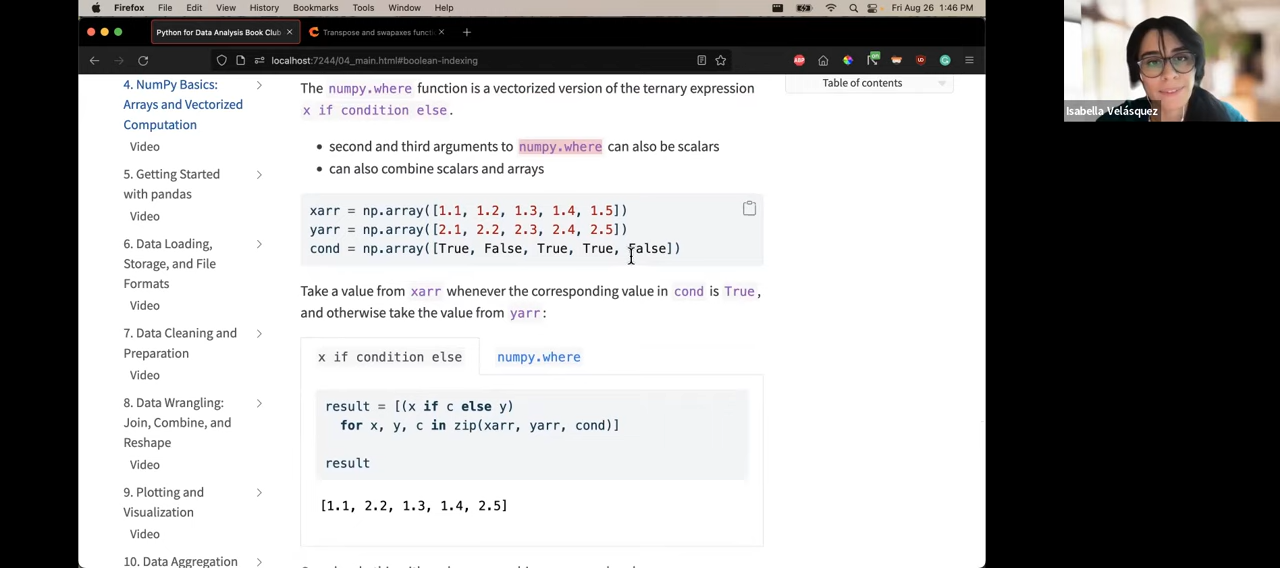 Firefox File Edit View History Bookmarks Tools Window Help Fri Aug 26 1:46 PM
Python for Data Analysis Book Club Transpose and swapaxes func
localhost:7244/04_main.html#boolean-indexing
4. NumPy Basics:
Arrays and Vectorized
Computation
Video
5. Getting Started
with pandas
Video
6. Data Loading,
Storage, and File
Formats
Video
7. Data Cleaning and
Preparation
Video
8. Data Wrangling:
Join, Combine, and
Reshape
Video
9. Plotting and
Visualization
Video
10. Data Aggregation
The numpy.where function is a vectorized version of the ternary expression
x if condition else.
• second and third arguments to numpy.where can also be scalars
• can also combine scalars and arrays
xarr = np.array([1.1, 1.2, 1.3, 1.4, 1.5])
yarr = np.array([2.1, 2.2, 2.3, 2.4, 2.5])
cond = np.array([True, False, True, True, False])
Take a value from xarr whenever the corresponding value in cond is True,
and otherwise take the value from yarr:
x if condition else numpy.where
result = [(x if c else y)
for x, y, c in zip(xarr, yarr, cond)]
result
[1.1, 2.2, 1.3, 1.4, 2.5]
Table of contents
Isabella Velásquez